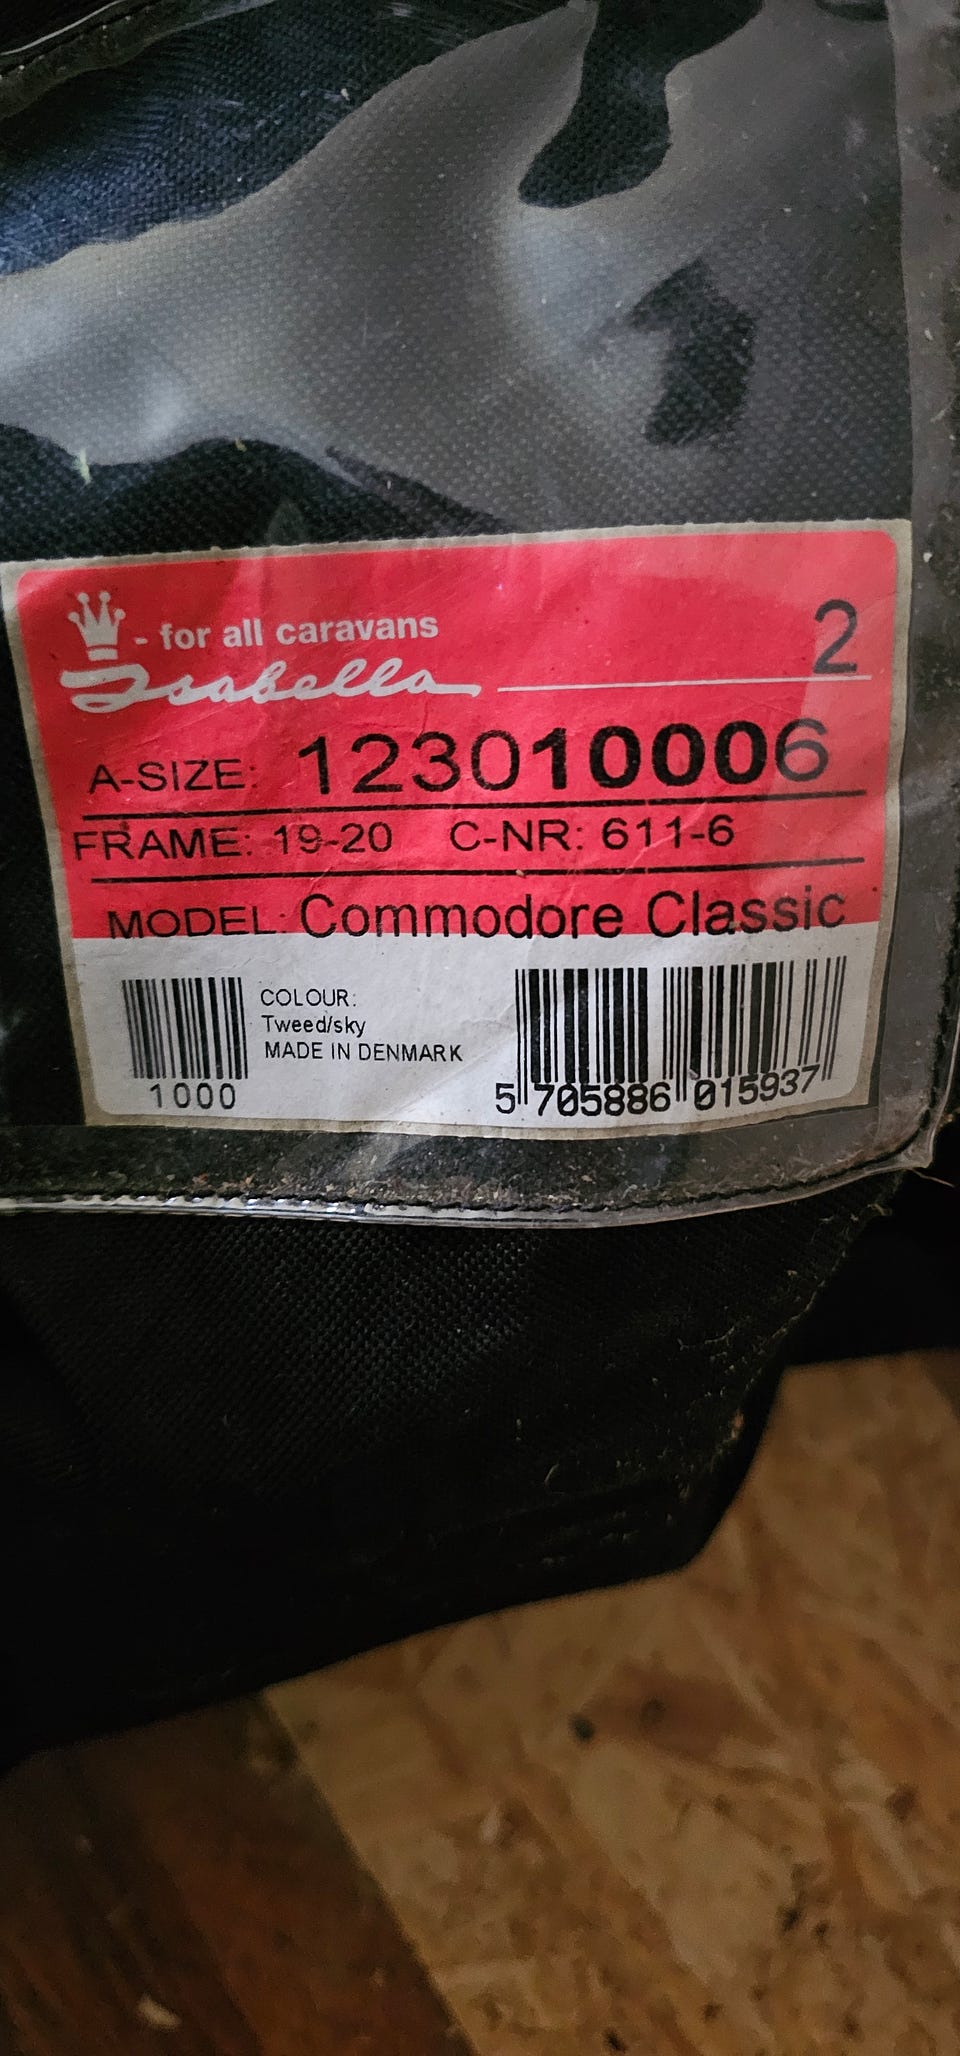 - for all caravans
Isabella
2
A-SIZE: 123010006
FRAME: 19-20 C-NR: 611-6
MODEL: Commodore Classic
COLOUR:
Tweed/sky
MADE IN DENMARK
1000
5 705886 015937